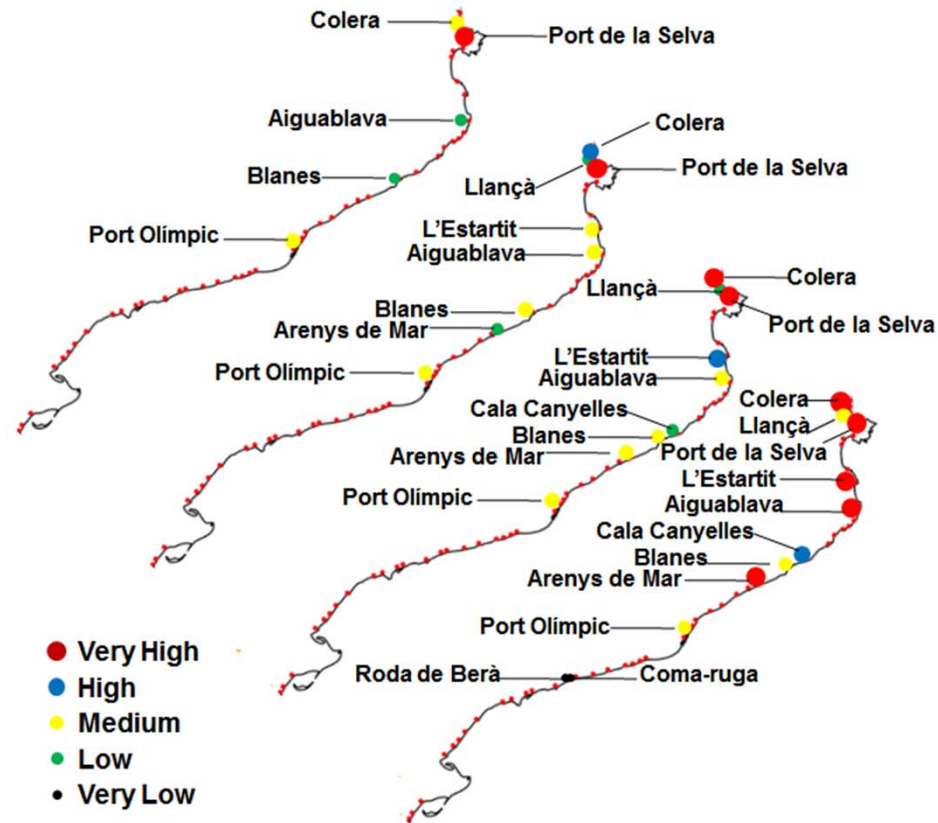 Colera
Port de la Selva
Aiguablava
Blanes
Port Olímpic
Colera
Llançà
Port de la Selva
L'Estartit
Aiguablava
Blanes
Arenys de Mar
Port Olímpic
Colera
Llançà
Port de la Selva
L'Estartit
Aiguablava
Cala Canyelles
Blanes
Arenys de Mar
Port Olímpic
Colera
Llançà
Port de la Selva
L'Estartit
Aiguablava
Cala Canyelles
Blanes
Arenys de Mar
Port Olímpic
Roda de Berà
Coma-ruga
Very High
High
Medium
Low
Very Low